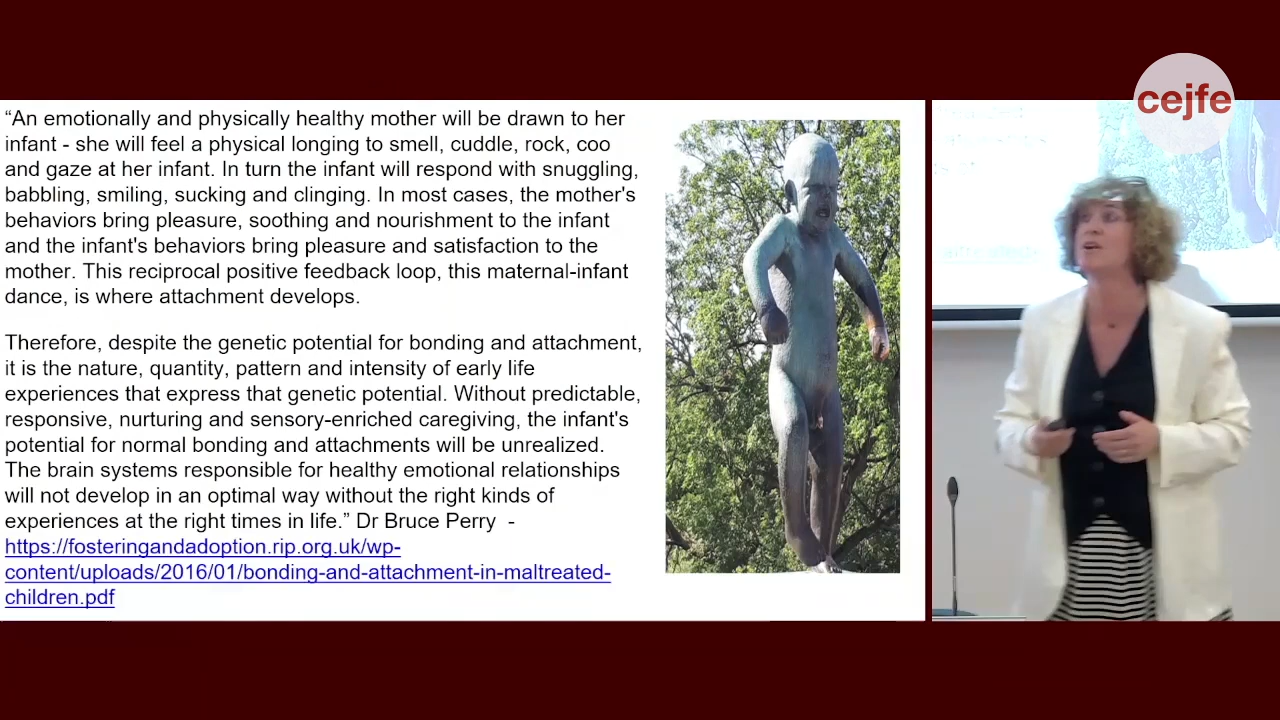 cejfe
“An emotionally and physically healthy mother will be drawn to her
infant - she will feel a physical longing to smell, cuddle, rock, coo
and gaze at her infant. In turn the infant will respond with snuggling,
babbling, smiling, sucking and clinging. In most cases, the mother's
behaviors bring pleasure, soothing and nourishment to the infant
and the infant's behaviors bring pleasure and satisfaction to the
mother. This reciprocal positive feedback loop, this maternal-infant
dance, is where attachment develops.
Therefore, despite the genetic potential for bonding and attachment,
it is the nature, quantity, pattern and intensity of early life
experiences that express that genetic potential. Without predictable,
responsive, nurturing and sensory-enriched caregiving, the infant's
potential for normal bonding and attachments will be unrealized.
The brain systems responsible for healthy emotional relationships
will not develop in an optimal way without the right kinds of
experiences at the right times in life.” Dr Bruce Perry -
https://fosteringandadoption.rip.org.uk/wp-
content/uploads/2016/01/bonding-and-attachment-in-maltreated-
children.pdf